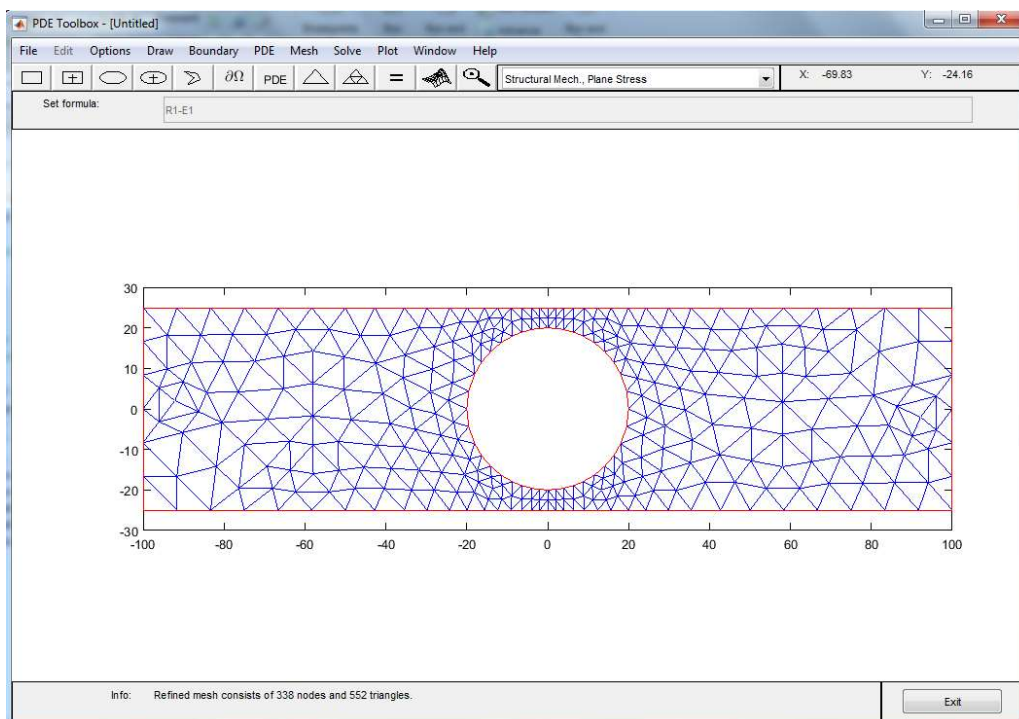 PDE Toolbox - [Untitled]
File Edit Options Draw Boundary PDE Mesh Solve Plot Window Help
∂Ω PDE = Structural Mech., Plane Stress X: -69.83 Y: -24.16
Set formula: R1-E1
30
20
10
0
-10
-20
-30
-100 -80 -60 -40 -20 0 20 40 60 80 100
Info: Refined mesh consists of 338 nodes and 552 triangles.
Exit